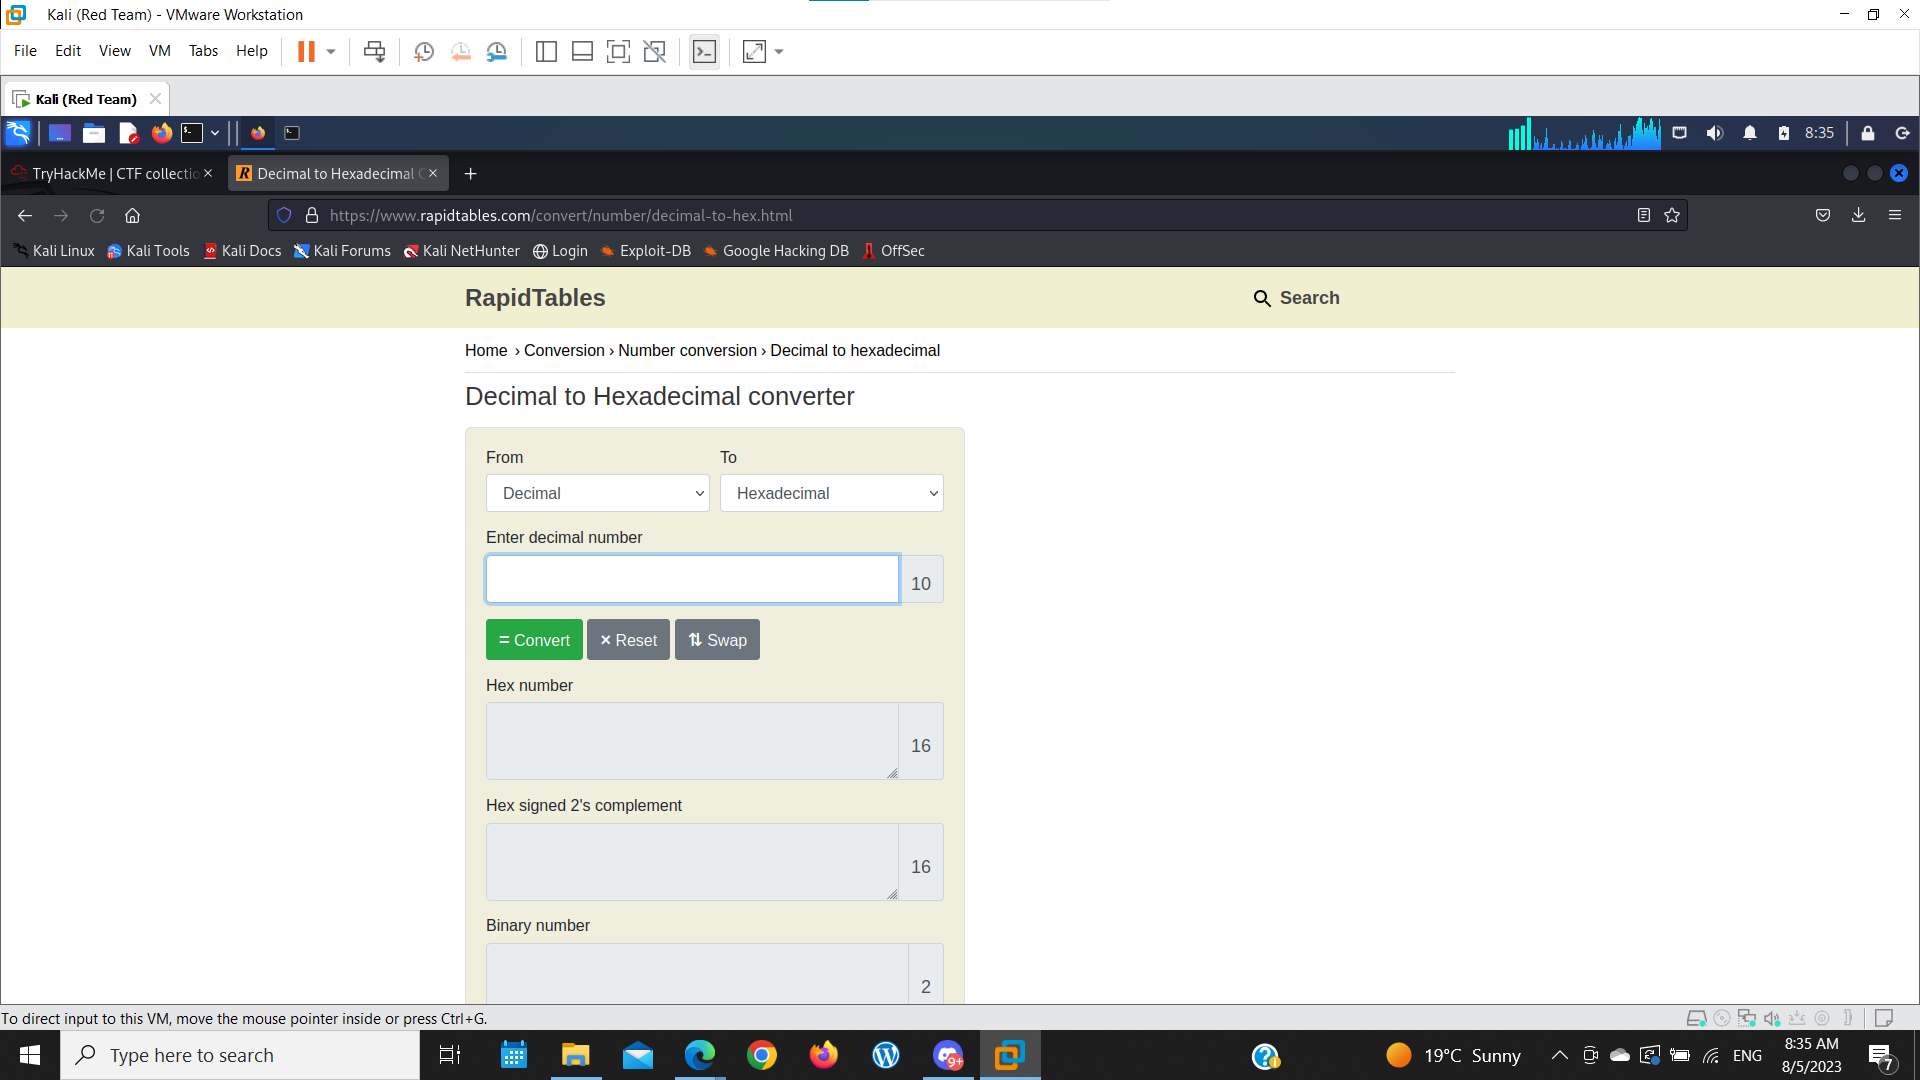 Kali (Red Team) - VMware Workstation
File Edit View VM Tabs Help
Kali (Red Team)
8:35
TryHackMe | CTF collectio
Decimal to Hexadecimal C
https://www.rapidtables.com/convert/number/decimal-to-hex.html
Kali Linux Kali Tools Kali Docs Kali Forums Kali NetHunter Login Exploit-DB Google Hacking DB OffSec
RapidTables
Search
Home › Conversion › Number conversion › Decimal to hexadecimal
Decimal to Hexadecimal converter
From To
Decimal Hexadecimal
Enter decimal number
10
= Convert × Reset ⇅ Swap
Hex number
16
Hex signed 2's complement
16
Binary number
2
To direct input to this VM, move the mouse pointer inside or press Ctrl+G.
Type here to search
9+
19°C Sunny
ENG
8:35 AM
8/5/2023
7